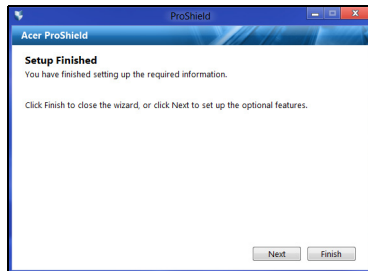 ProShield
Acer ProShield
Setup Finished
You have finished setting up the required information.
Click Finish to close the wizard, or click Next to set up the optional features.
Next Finish